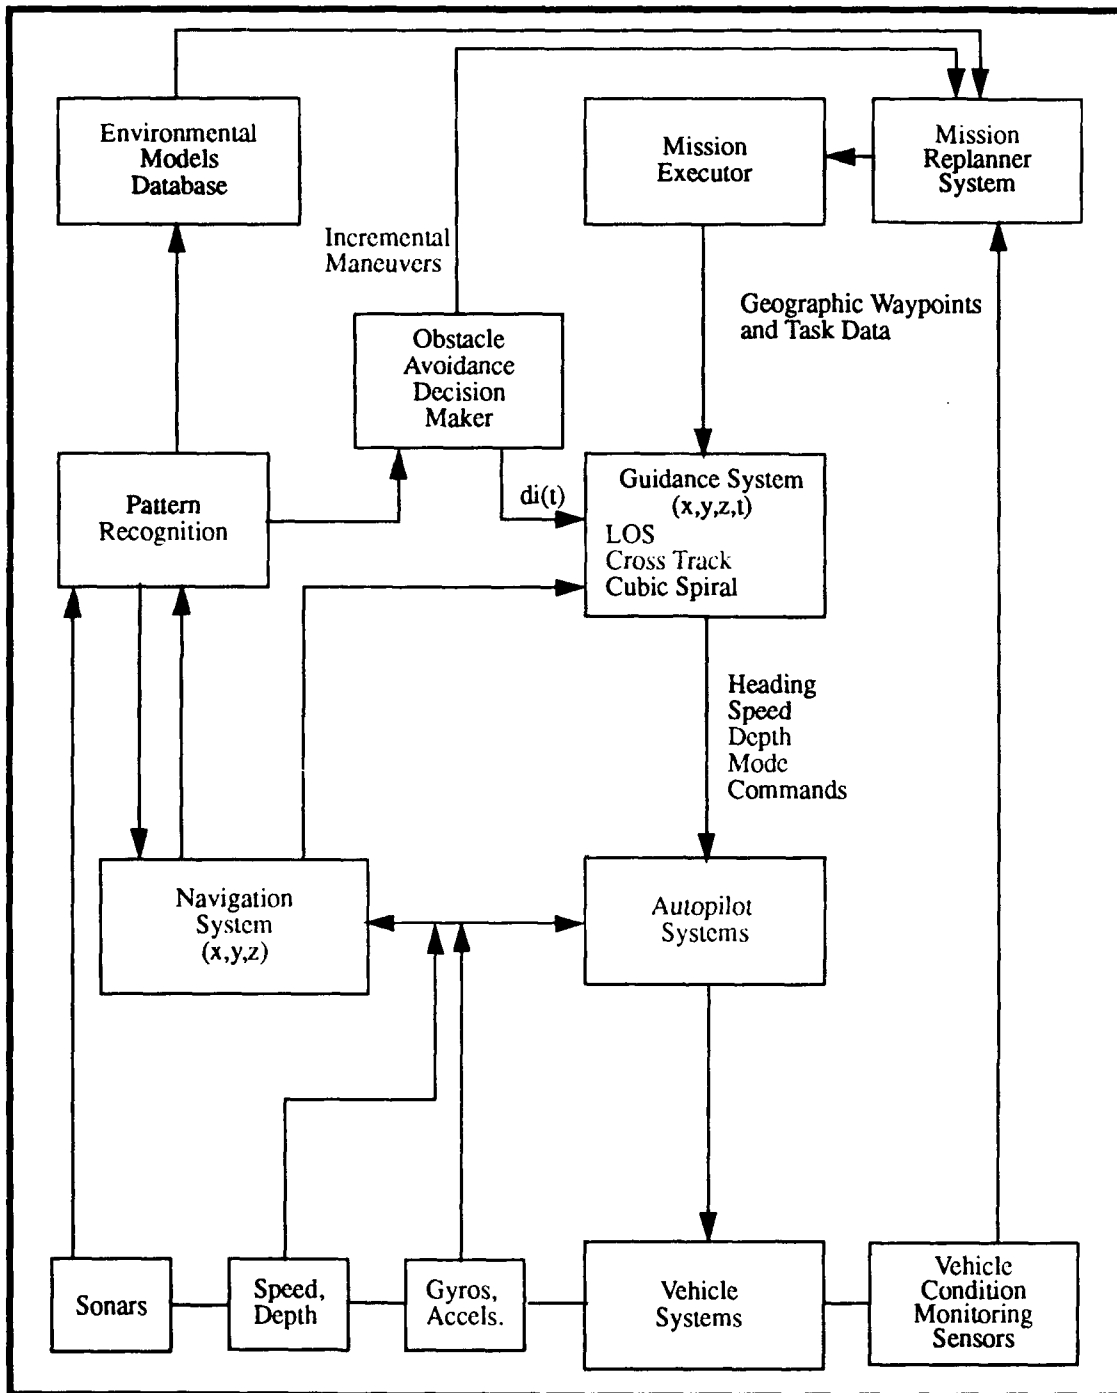 Environmental
Models
Database
Mission
Executor
Mission
Replanner
System
Incremental
Maneuvers
Geographic Waypoints
and Task Data
Obstacle
Avoidance
Decision
Maker
Pattern
Recognition
di(t)
Guidance System
(x,y,z,t)
LOS
Cross Track
Cubic Spiral
Heading
Speed
Depth
Mode
Commands
Navigation
System
(x,y,z)
Autopilot
Systems
Sonars
Speed,
Depth
Gyros,
Accels.
Vehicle
Systems
Vehicle
Condition
Monitoring
Sensors